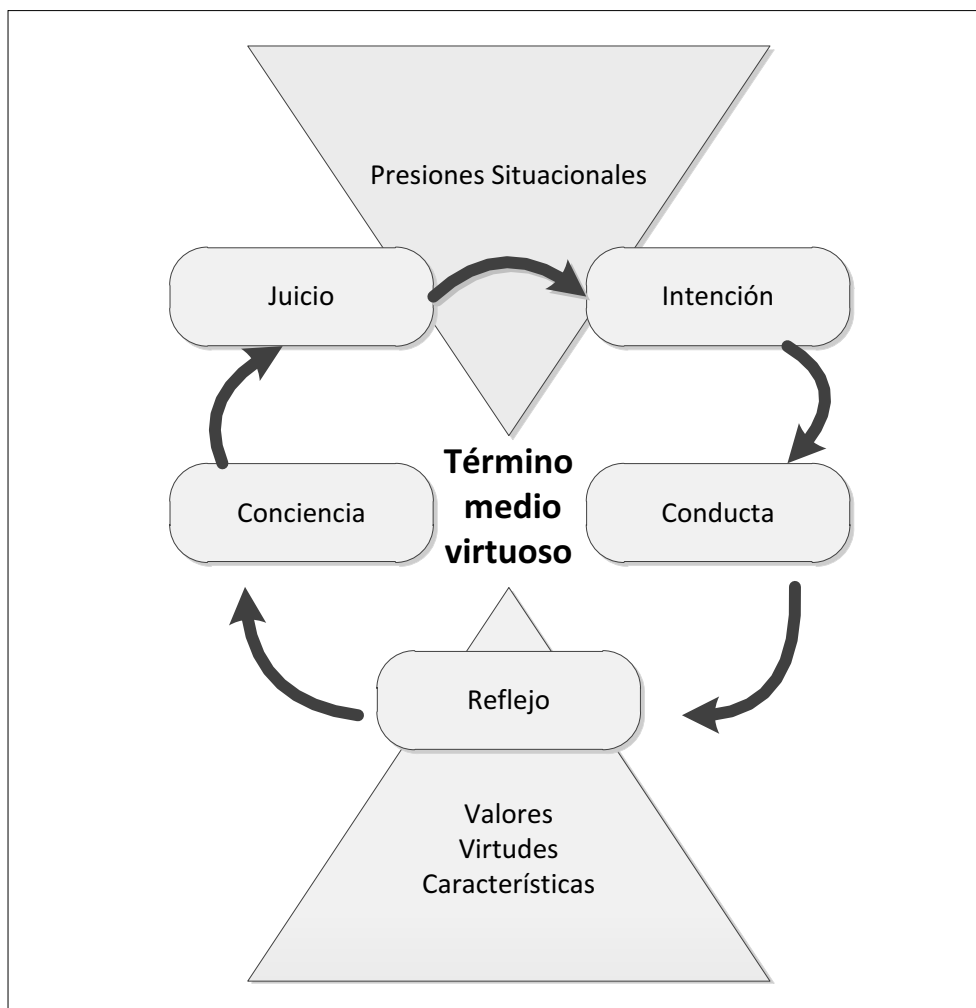 Presiones Situacionales
Juicio
Intención
Término
medio
virtuoso
Conciencia
Conducta
Reflejo
Valores
Virtudes
Características